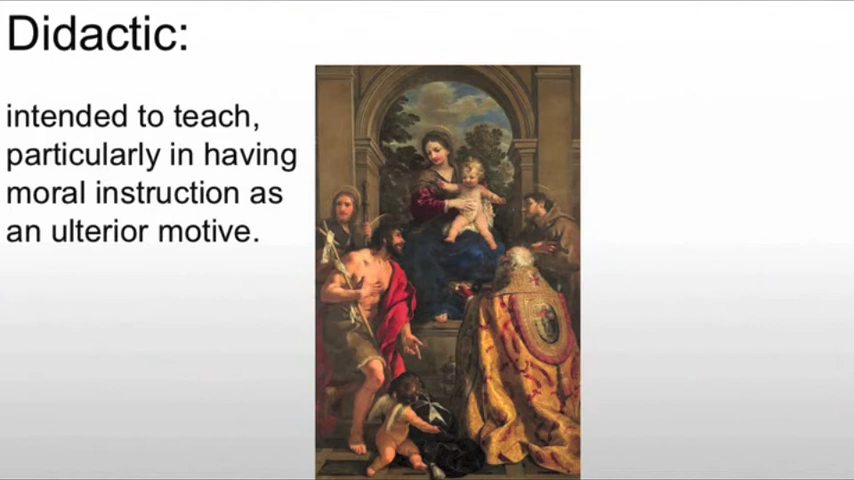 Didactic:
intended to teach,
particularly in having
moral instruction as
an ulterior motive.